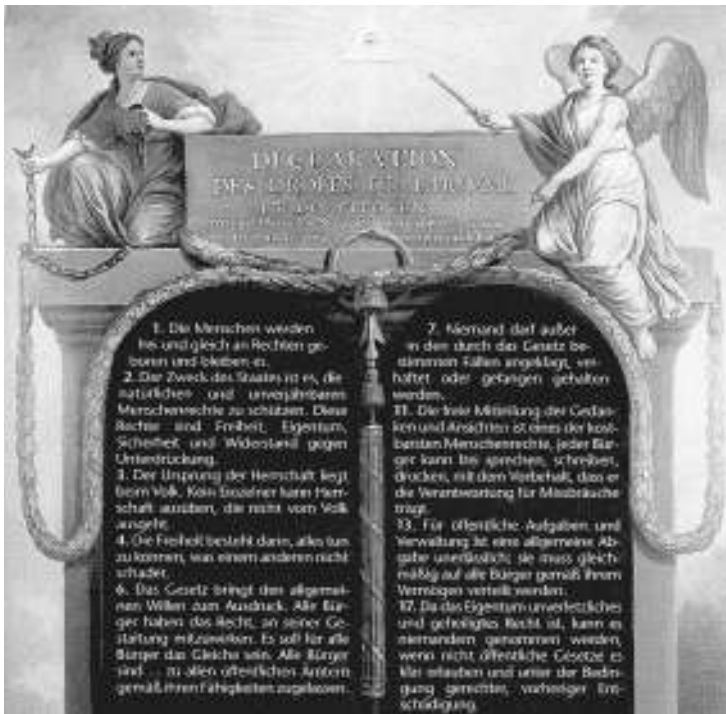 DECLARATION
DES DROITS DE L'HOMME
ET DU CITOYEN
1. Die Menschen werden
frei und gleich an Rechten ge-
boren und bleiben es.
2. Der Zweck des Staates ist es, die
natürlichen und unverjährbaren
Menschenrechte zu schützen. Diese
Rechte sind Freiheit, Eigentum,
Sicherheit und Widerstand gegen
Unterdrückung.
3. Der Ursprung der Herrschaft liegt
beim Volk. Kein Einzelner kann Herr-
schaft ausüben, die nicht vom Volk
ausgeht.
4. Die Freiheit besteht darin, alles tun
zu können, was einem anderen nicht
schadet.
6. Das Gesetz bringt den allgemei-
nen Willen zum Ausdruck. Alle Bür-
ger haben das Recht, an seiner Ge-
staltung mitzuwirken. Es soll für alle
Bürger das Gleiche sein. Alle Bürger
sind ... zu allen öffentlichen Ämtern
gemäß ihren Fähigkeiten zugelassen.
7. Niemand darf außer
in den durch das Gesetz be-
stimmten Fällen angeklagt, ver-
haftet oder gefangen gehalten
werden.
11. Die freie Mitteilung der Gedan-
ken und Ansichten ist eines der kost-
barsten Menschenrechte, jeder Bür-
ger kann frei sprechen, schreiben,
drucken, mit dem Vorbehalt, dass er
die Verantwortung für Missbräuche
trägt.
13. Für öffentliche Aufgaben und
Verwaltung ist eine allgemeine Ab-
gabe unerlässlich; sie muss gleich-
mäßig auf alle Bürger gemäß ihrem
Vermögen verteilt werden.
17. Da das Eigentum unverletzliches
und geheiligtes Recht ist, kann es
niemandem genommen werden,
wenn nicht öffentliche Gesetze es
klar erlauben und unter der Bedin-
gung gerechter, vorheriger Ent-
schädigung.